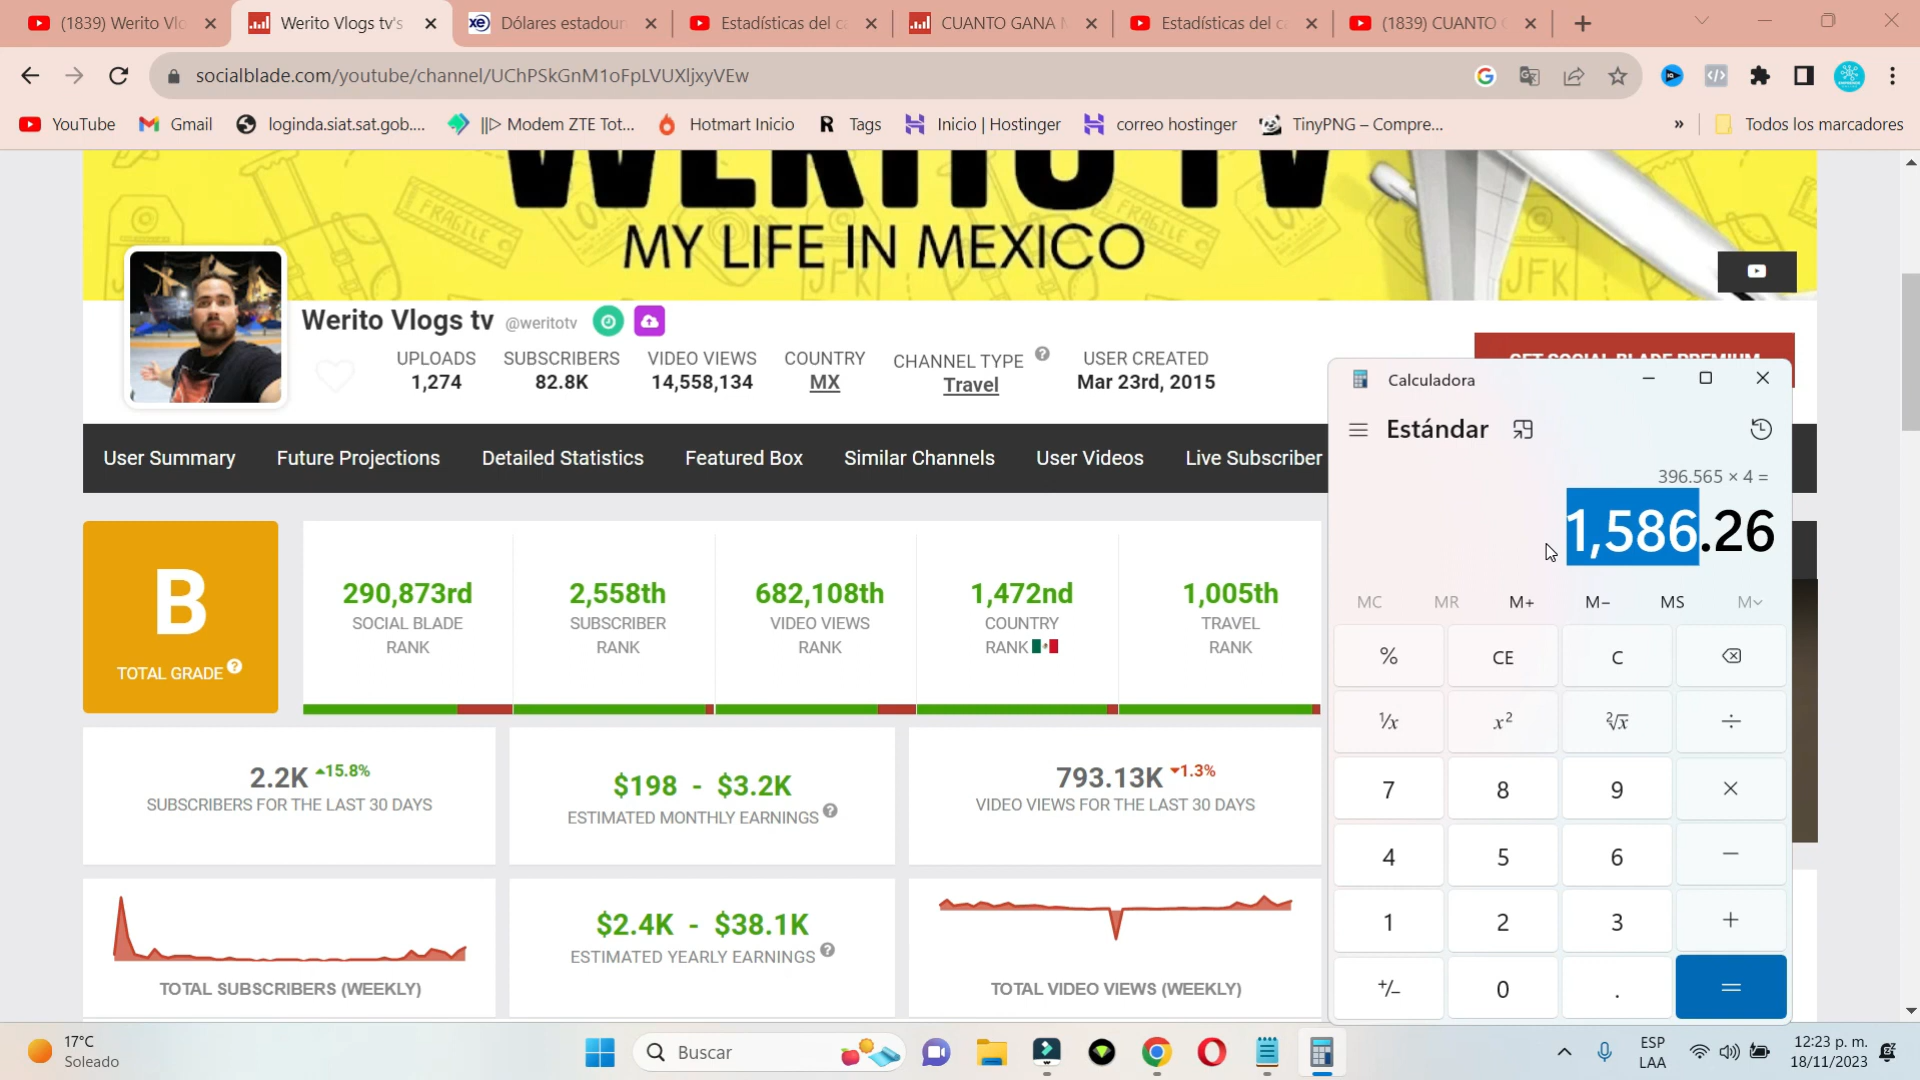 (1839) Werito Vlo
Werito Vlogs tv's
Dólares estadour
Estadísticas del c
CUANTO GANA
Estadísticas del c
(1839) CUANTO
socialblade.com/youtube/channel/UChPSkGnM1oFpLVUXljxyVEw
YouTube
Gmail
loginda.siat.sat.gob....
||▷ Modem ZTE Tot...
Hotmart Inicio
Tags
Inicio | Hostinger
correo hostinger
TinyPNG – Compre...
»
Todos los marcadores
WERITO TV
MY LIFE IN MEXICO
FRAGILE
JFK
Werito Vlogs tv @weritotv
UPLOADS
1,274
SUBSCRIBERS
82.8K
VIDEO VIEWS
14,558,134
COUNTRY
MX
CHANNEL TYPE
Travel
USER CREATED
Mar 23rd, 2015
GET SOCIAL BLADE PREMIUM
User Summary
Future Projections
Detailed Statistics
Featured Box
Similar Channels
User Videos
Live Subscriber
B
TOTAL GRADE
290,873rd
SOCIAL BLADE
RANK
2,558th
SUBSCRIBER
RANK
682,108th
VIDEO VIEWS
RANK
1,472nd
COUNTRY
RANK
1,005th
TRAVEL
RANK
2.2K 15.8%
SUBSCRIBERS FOR THE LAST 30 DAYS
$198 - $3.2K
ESTIMATED MONTHLY EARNINGS
793.13K 1.3%
VIDEO VIEWS FOR THE LAST 30 DAYS
TOTAL SUBSCRIBERS (WEEKLY)
$2.4K - $38.1K
ESTIMATED YEARLY EARNINGS
TOTAL VIDEO VIEWS (WEEKLY)
Calculadora
Estándar
396.565 × 4 =
1,586.26
MC MR M+ M− MS M
% CE C
¹/x x² ²√x ÷
7 8 9 ×
4 5 6 −
1 2 3 +
+/− 0 . =
17°C
Soleado
Buscar
ESP
LAA
12:23 p. m.
18/11/2023